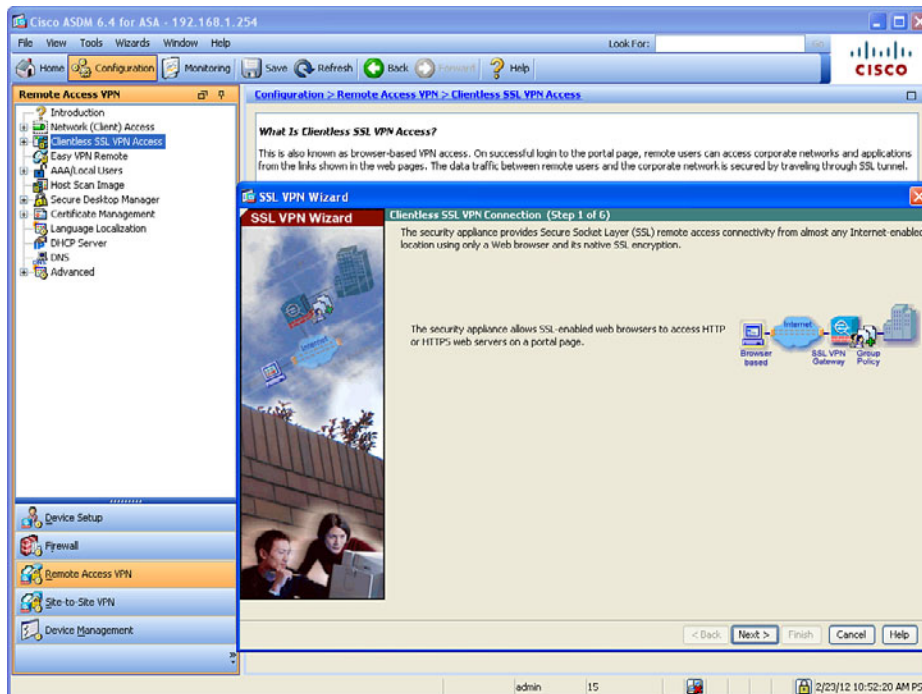 Cisco ASDM 6.4 for ASA - 192.168.1.254
File View Tools Wizards Window Help
Look For:
Go
Home Configuration Monitoring Save Refresh Back Forward Help
CISCO
Remote Access VPN
Configuration > Remote Access VPN > Clientless SSL VPN Access
Introduction
Network (Client) Access
Clientless SSL VPN Access
Easy VPN Remote
AAA/Local Users
Host Scan Image
Secure Desktop Manager
Certificate Management
Language Localization
DHCP Server
DNS
Advanced
Device Setup
Firewall
Remote Access VPN
Site-to-Site VPN
Device Management
What Is Clientless SSL VPN Access?
This is also known as browser-based VPN access. On successful login to the portal page, remote users can access corporate networks and applications
from the links shown in the web pages. The data traffic between remote users and the corporate network is secured by traveling through SSL tunnel.
SSL VPN Wizard
SSL VPN Wizard
Internet
Clientless SSL VPN Connection (Step 1 of 6)
The security appliance provides Secure Socket Layer (SSL) remote access connectivity from almost any Internet-enabled
location using only a Web browser and its native SSL encryption.
The security appliance allows SSL-enabled web browsers to access HTTP
or HTTPS web servers on a portal page.
Internet
Browser based
SSL VPN Gateway
Group Policy
< Back Next > Finish Cancel Help
admin 15 2/23/12 10:52:20 AM PS